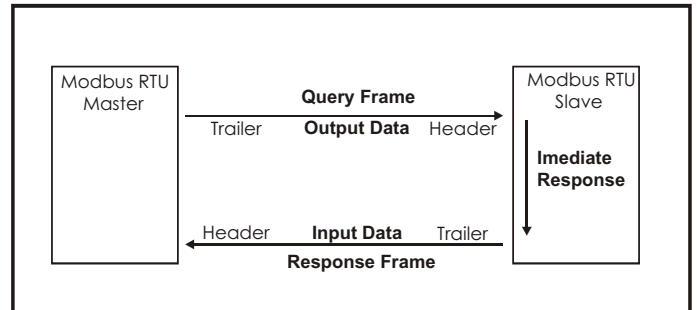 Modbus RTU
Master
Query Frame
Trailer Output Data Header
Modbus RTU
Slave
Imediate
Response
Header Input Data Trailer
Response Frame